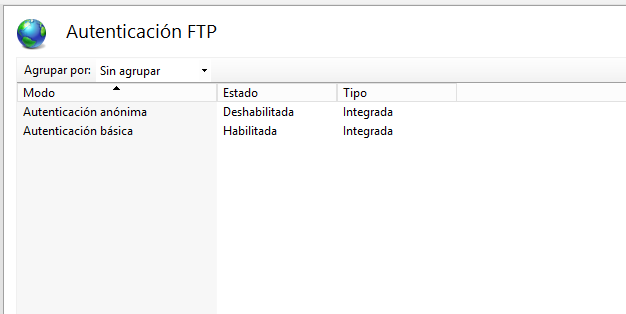 Autenticación FTP
Agrupar por: Sin agrupar
Modo Estado Tipo
Autenticación anónima Deshabilitada Integrada
Autenticación básica Habilitada Integrada